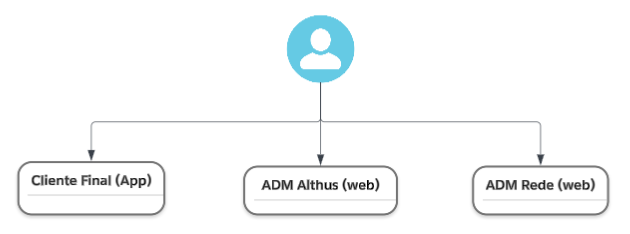 Cliente Final (App)
ADM Althus (web)
ADM Rede (web)